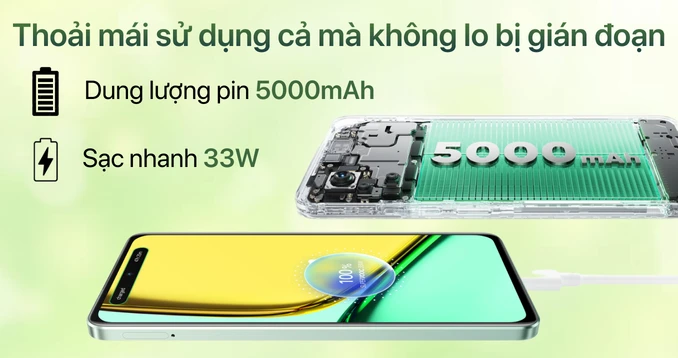 Thoải mái sử dụng cả mà không lo bị gián đoạn
Dung lượng pin 5000mAh
Sạc nhanh 33W
5000mAh
100%